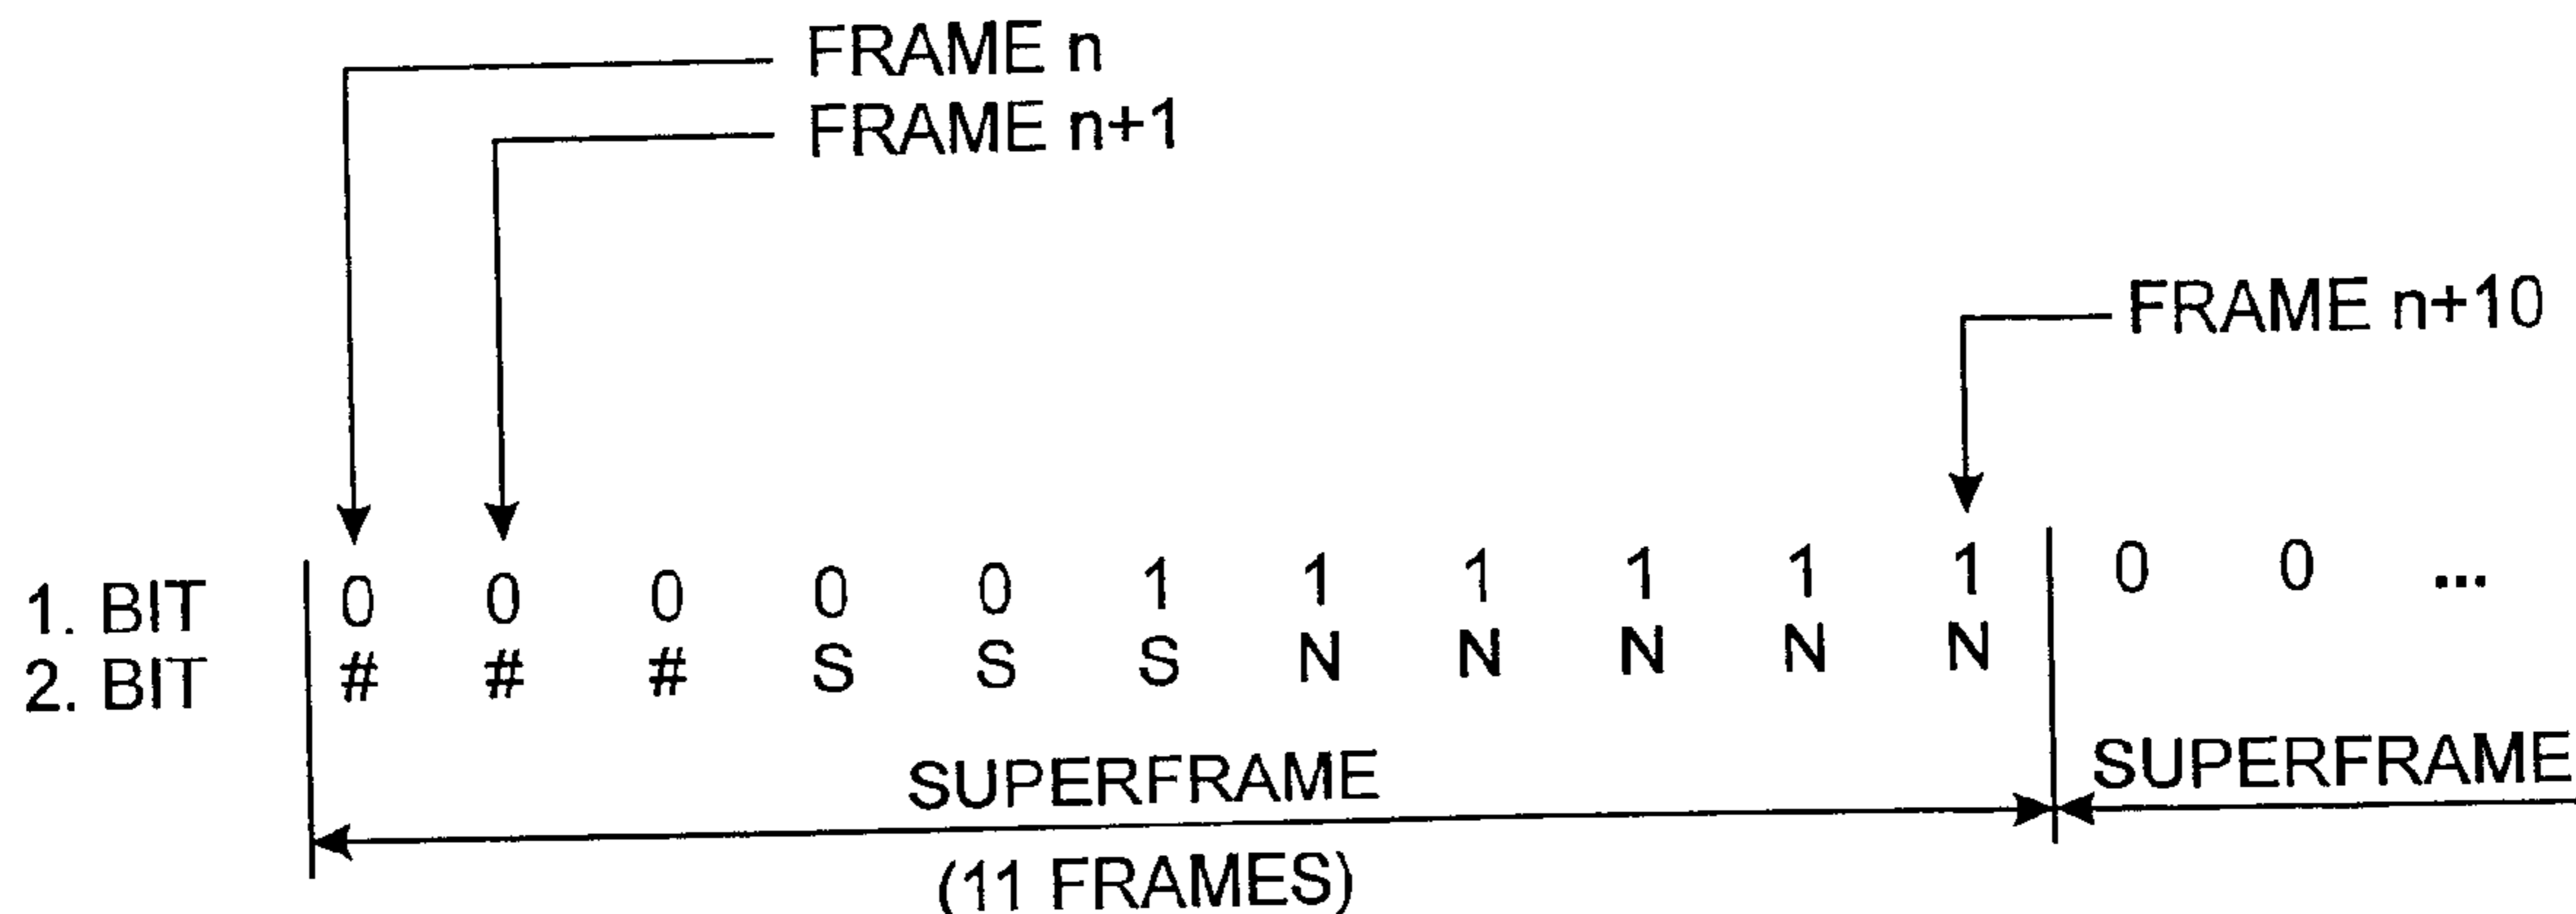 FRAME n
FRAME n+1
FRAME n+10
1. BIT 0 0 0 0 0 1 1 1 1 1 1 0 0 ...
2. BIT # # # S S S N N N N N
SUPERFRAME SUPERFRAME
(11 FRAMES)